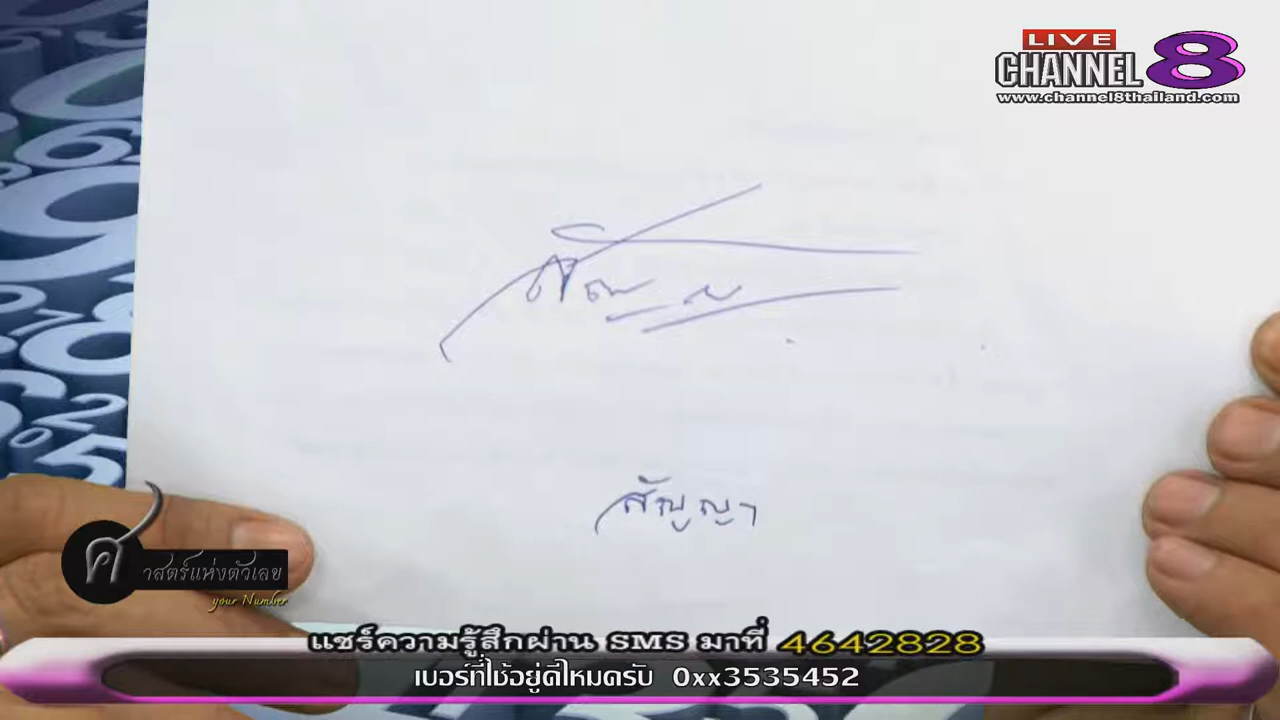 LIVE
CHANNEL 8
www.channel8thailand.com
สัญญา
ศาสตร์แห่งตัวเลข
your Number
แชร์ความรู้สึกผ่าน SMS มาที่ 4642828
เบอร์ที่ใช้อยู่ดีไหมครับ 0xx3535452